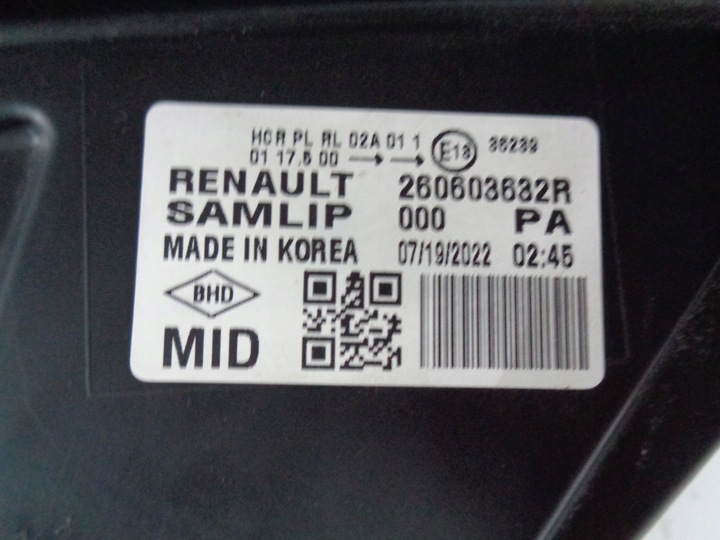 HCR PL RL 02A 01 1
01 17.5 00 → →
E13 36239
RENAULT 260603632R
SAMLIP 000 PA
MADE IN KOREA 07/19/2022 02:45
BHD
MID